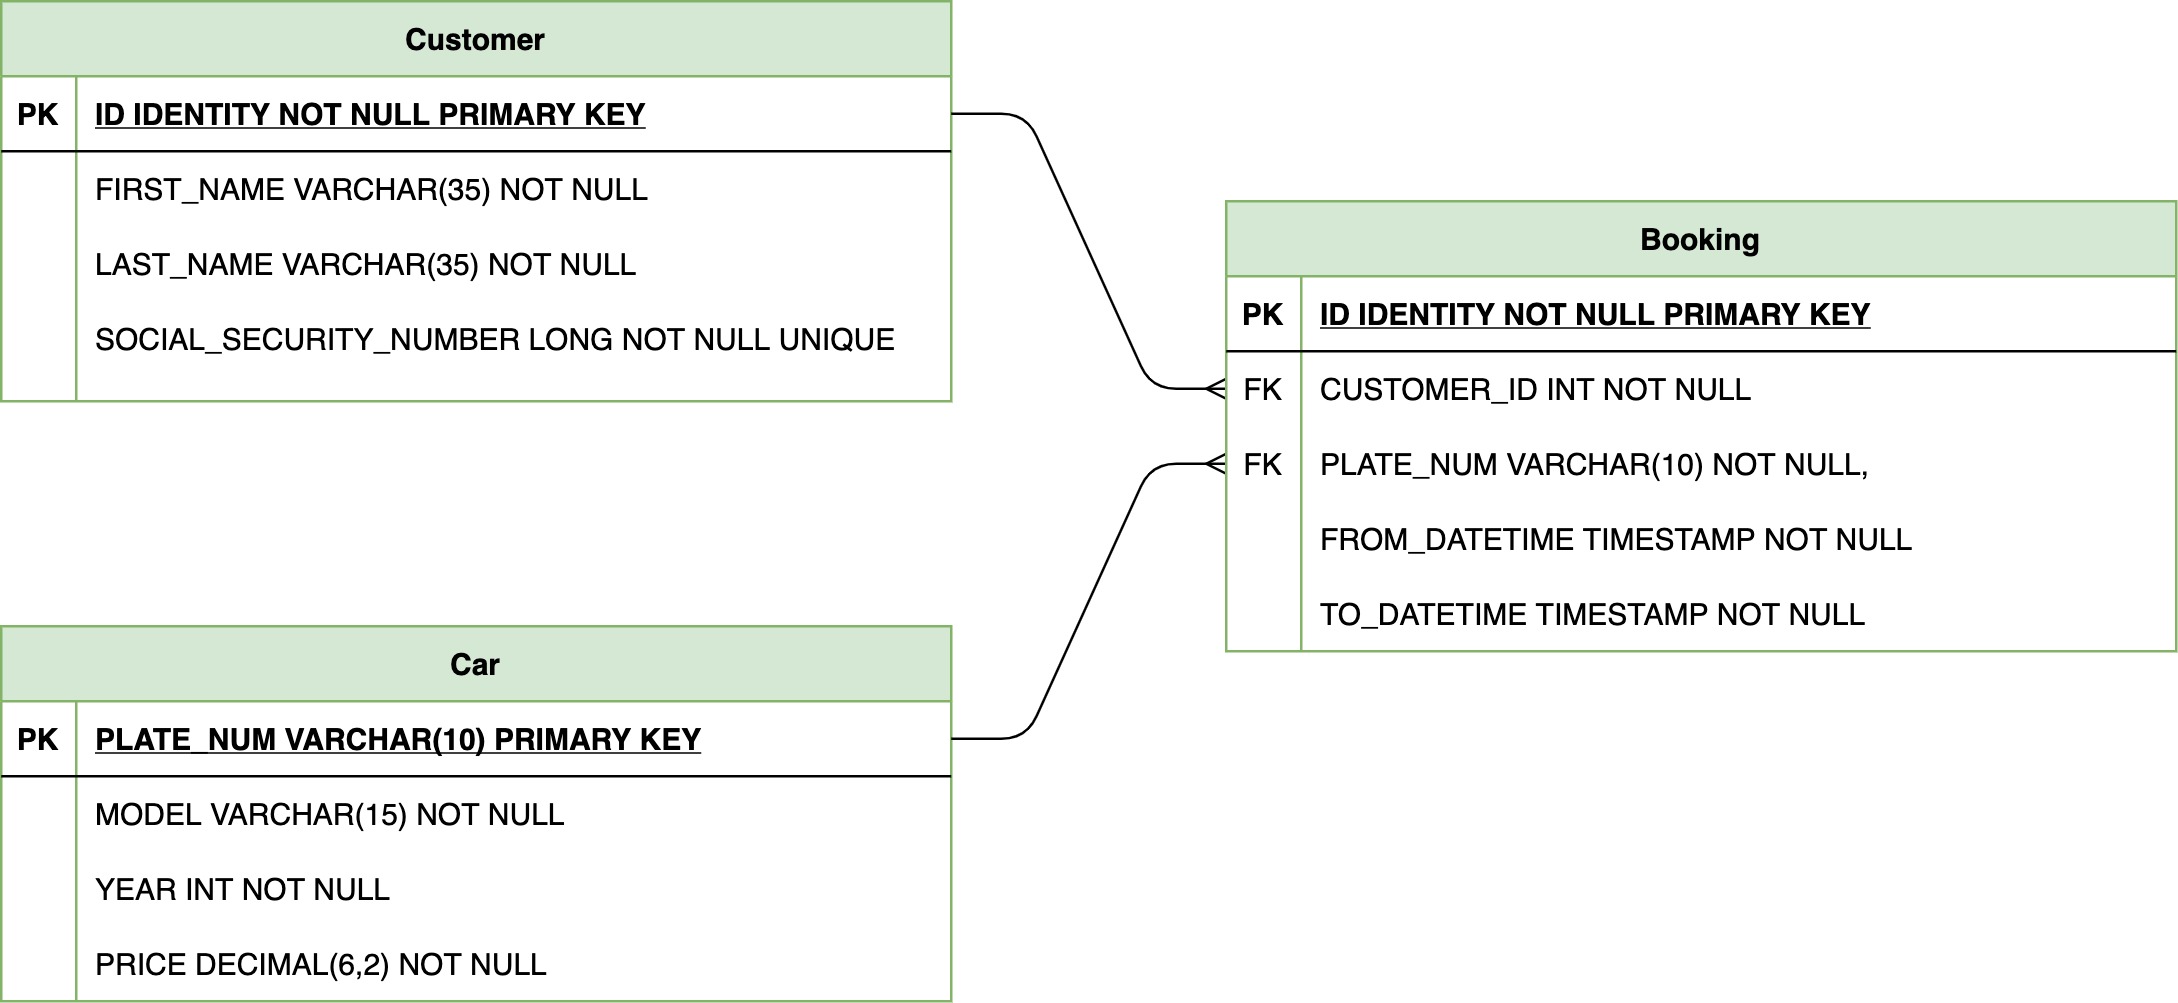 Customer
PK ID IDENTITY NOT NULL PRIMARY KEY
FIRST_NAME VARCHAR(35) NOT NULL
LAST_NAME VARCHAR(35) NOT NULL
SOCIAL_SECURITY_NUMBER LONG NOT NULL UNIQUE
Booking
PK ID IDENTITY NOT NULL PRIMARY KEY
FK CUSTOMER_ID INT NOT NULL
FK PLATE_NUM VARCHAR(10) NOT NULL,
FROM_DATETIME TIMESTAMP NOT NULL
TO_DATETIME TIMESTAMP NOT NULL
Car
PK PLATE_NUM VARCHAR(10) PRIMARY KEY
MODEL VARCHAR(15) NOT NULL
YEAR INT NOT NULL
PRICE DECIMAL(6,2) NOT NULL